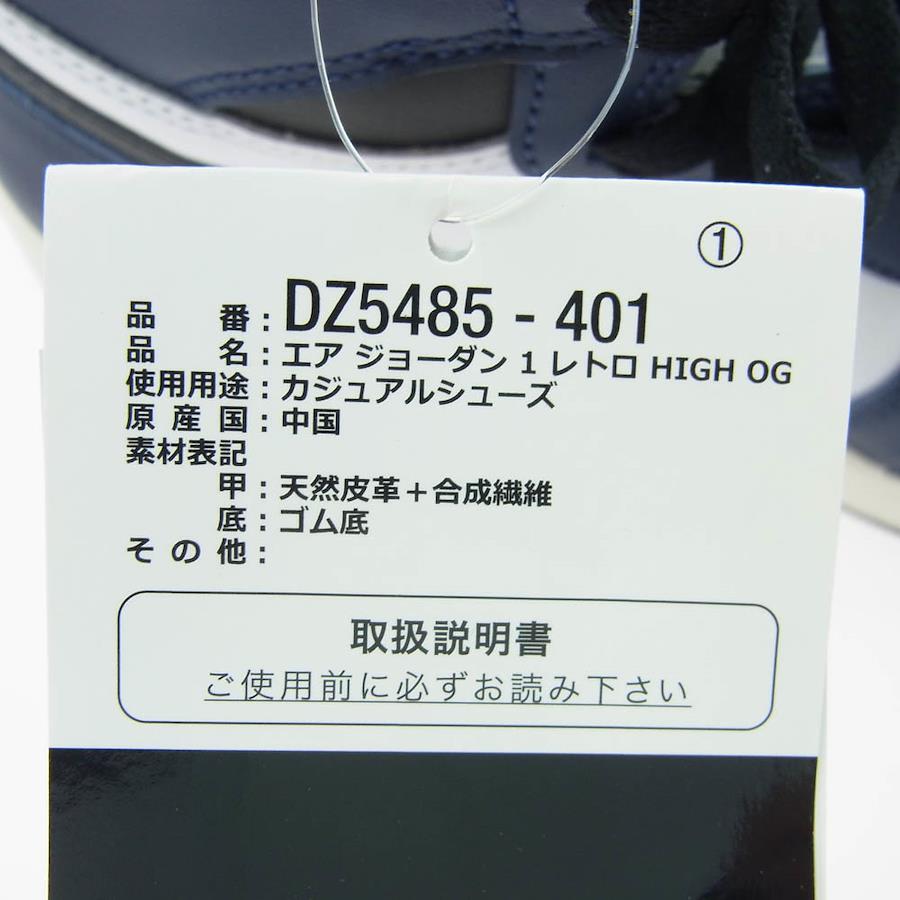 ①
品 番 : DZ5485 - 401
品 名 : エア ジョーダン 1 レトロ HIGH OG
使用用途 : カジュアルシューズ
原産国 : 中国
素材表記
甲 : 天然皮革＋合成繊維
底 : ゴム底
その他 :
取扱説明書
ご使用前に必ずお読み下さい